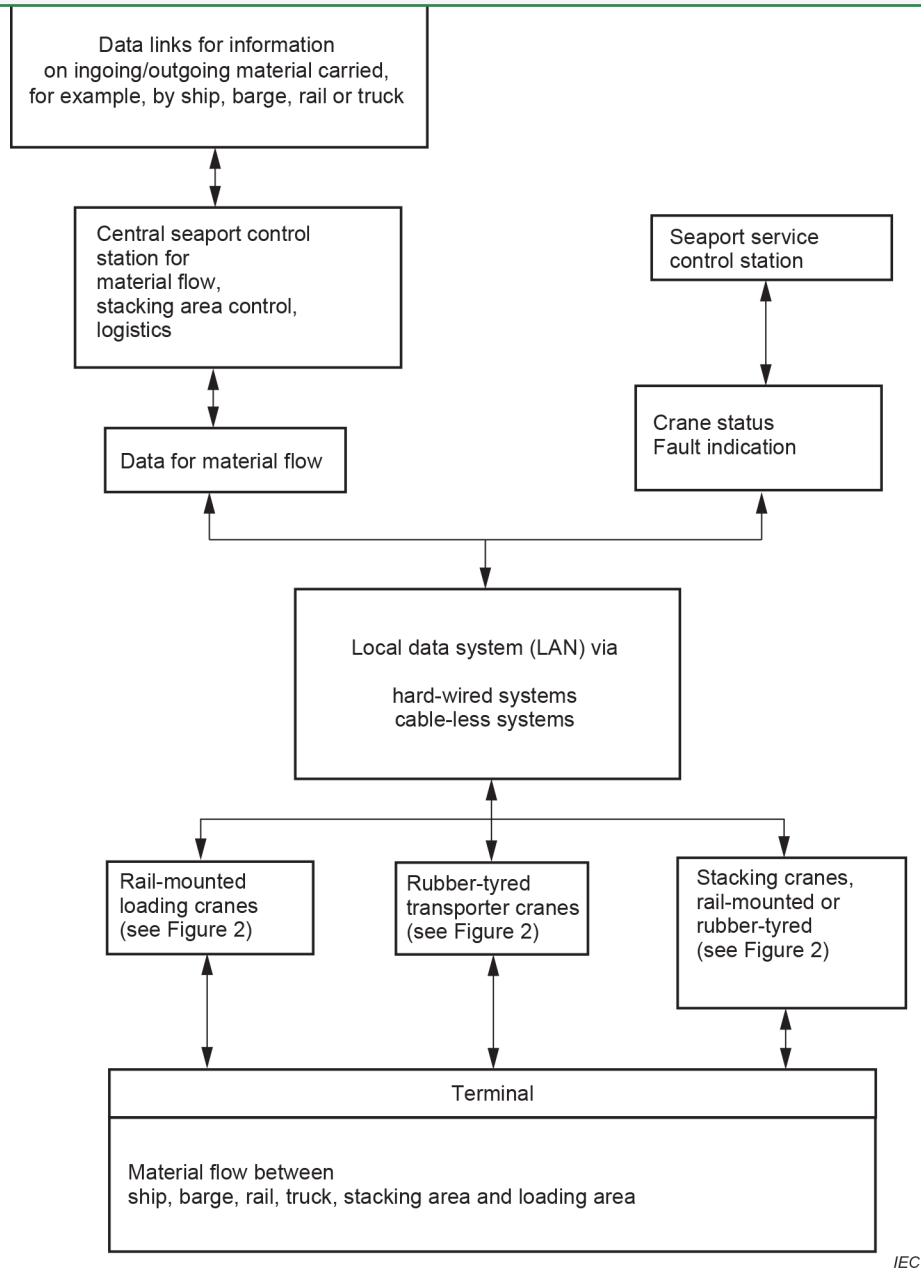 Data links for information
on ingoing/outgoing material carried,
for example, by ship, barge, rail or truck
Central seaport control
station for
material flow,
stacking area control,
logistics
Seaport service
control station
Data for material flow
Crane status
Fault indication
Local data system (LAN) via
hard-wired systems
cable-less systems
Rail-mounted
loading cranes
(see Figure 2)
Rubber-tyred
transporter cranes
(see Figure 2)
Stacking cranes,
rail-mounted or
rubber-tyred
(see Figure 2)
Terminal
Material flow between
ship, barge, rail, truck, stacking area and loading area
IEC